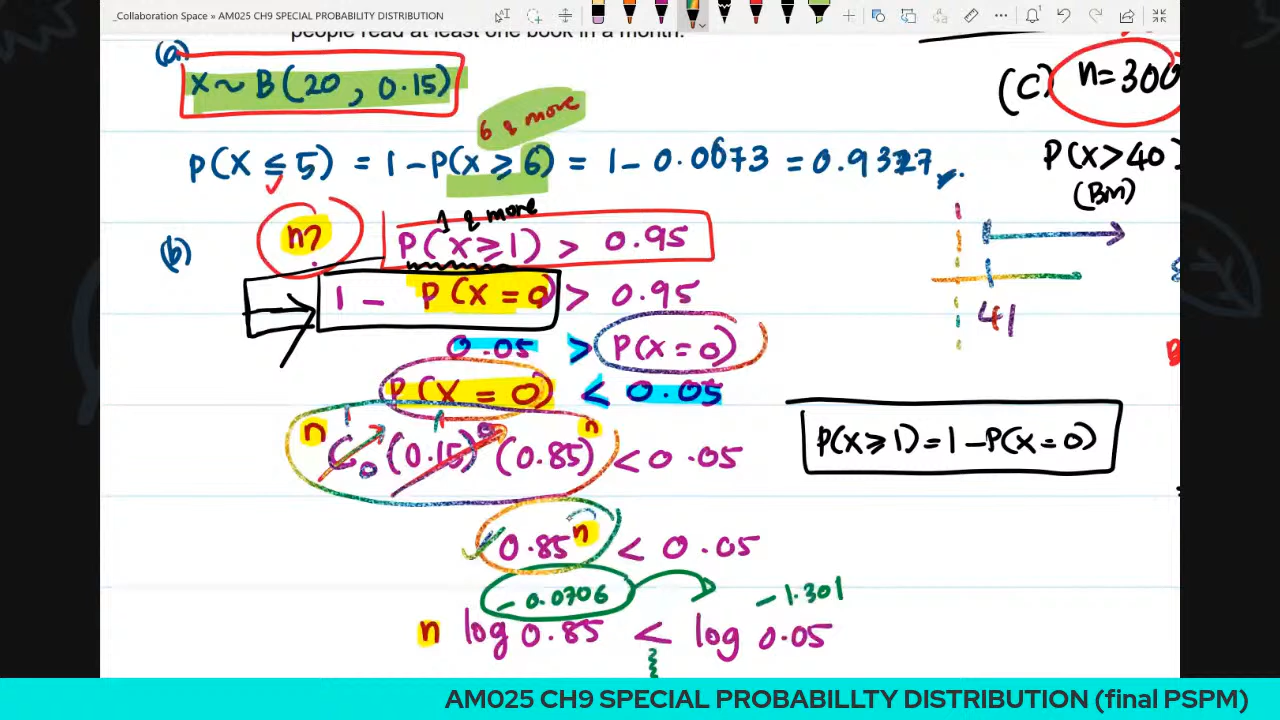 _Collaboration Space » AM025 CH9 SPECIAL PROBABILITY DISTRIBUTION
people read at least one book in a month.
(a)
X ~ B(20, 0.15)
6 & more
P(X ≤ 5) = 1 - P(X ≥ 6) = 1 - 0.0673 = 0.9327
1 & more
(b) n? P(X ≥ 1) > 0.95
1 - P(X = 0) > 0.95
0.05 > P(X = 0)
P(X = 0) < 0.05
1 1
nC0 (0.15)^0 (0.85)^n < 0.05
0.85^n < 0.05
-0.0706 -1.301
n log 0.85 < log 0.05
(C) n = 300
P(X > 40)
(BM)
41
P(X ≥ 1) = 1 - P(X = 0)
AM025 CH9 SPECIAL PROBABILLTY DISTRIBUTION (final PSPM)